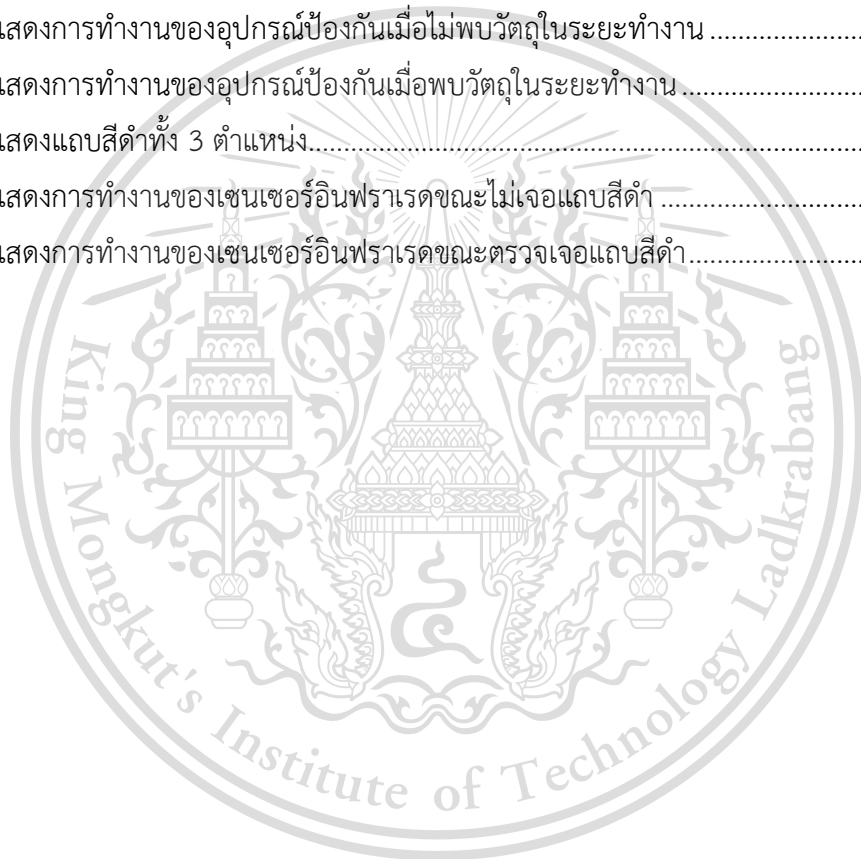 แสดงการทำงานของอุปกรณ์ป้องกันเมื่อไม่พบวัตถุในระยะทำงาน ........................
แสดงการทำงานของอุปกรณ์ป้องกันเมื่อพบวัตถุในระยะทำงาน ............................
แสดงแถบสีดำทั้ง 3 ตำแหน่ง....................................................................................
แสดงการทำงานของเซนเซอร์อินฟราเรดขณะไม่เจอแถบสีดำ ................................
แสดงการทำงานของเซนเซอร์อินฟราเรดขณะตรวจเจอแถบสีดำ...........................
King Mongkut's Institute of Technology Ladkrabang